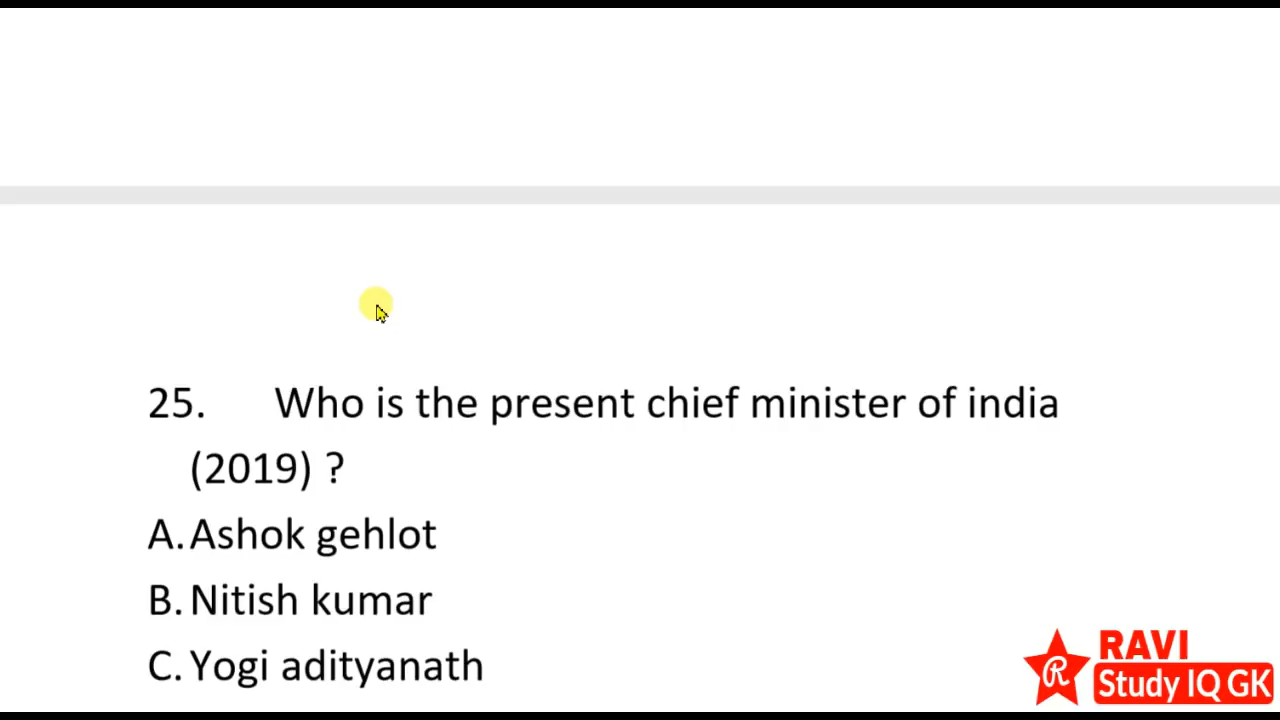 25. Who is the present chief minister of india
(2019) ?
A. Ashok gehlot
B. Nitish kumar
C. Yogi adityanath
R
RAVI
Study IQ GK